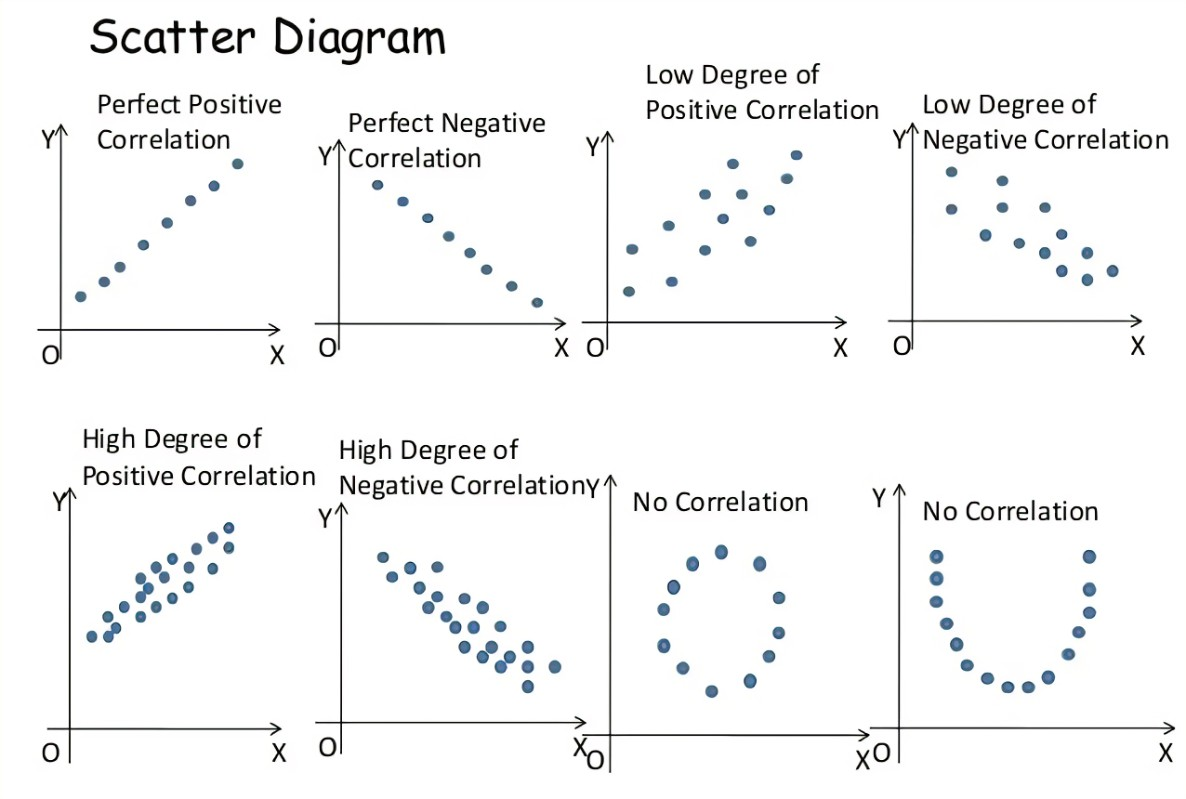 Scatter Diagram
Perfect Positive
Correlation
Y
O
X
Perfect Negative
Correlation
Y
O
X
Low Degree of
Positive Correlation
Y
O
X
Low Degree of
Negative Correlation
Y
O
X
High Degree of
Positive Correlation
Y
O
X
High Degree of
Negative Correlation
Y
O
X
No Correlation
Y
O
X
No Correlation
Y
O
X